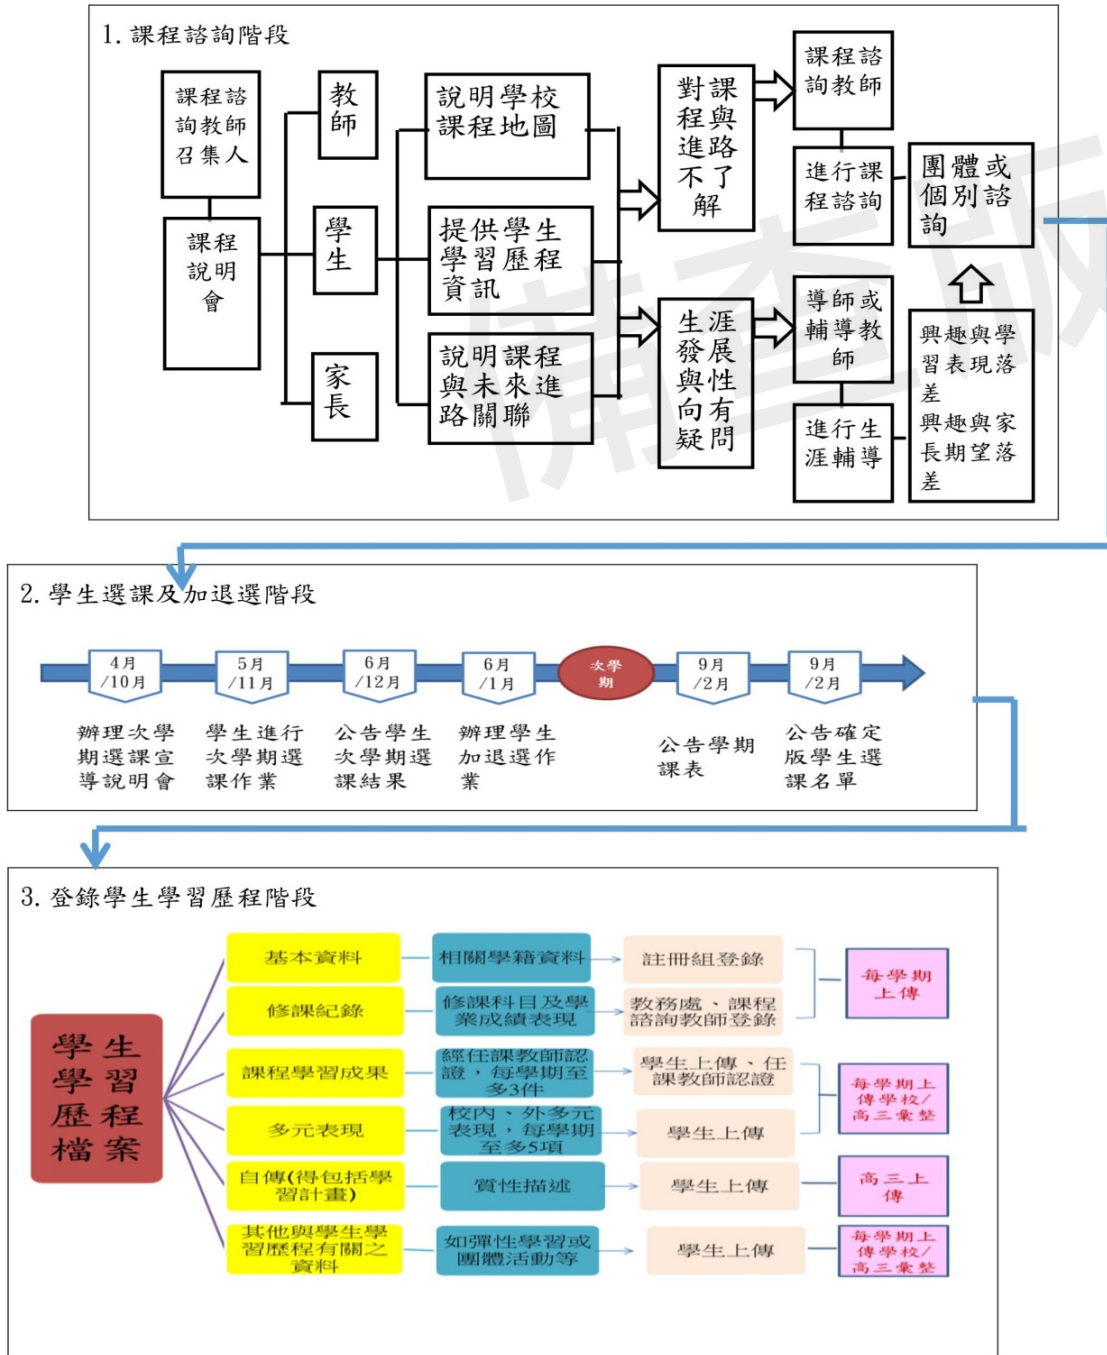 1.課程諮詢階段
課程諮
詢教師
召集人
課程
說明
會
教
師
學
生
家
長
說明學校
課程地圖
提供學生
學習歷程
資訊
說明課程
與未來進
路關聯
對課
程與
進路
不了
解
生涯
發展
與性
向有
疑問
課程諮
詢教師
進行課
程諮詢
團體或
個別諮
詢
導師或
輔導教
師
進行生
涯輔導
興趣與學
習表現落
差
興趣與家
長期望落
差
備查版
2.學生選課及加退選階段
4月
/10月
5月
/11月
6月
/12月
6月
/1月
次學
期
9月
/2月
9月
/2月
辦理次學
期選課宣
導說明會
學生進行
次學期選
課作業
公告學生
次學期選
課結果
辦理學生
加退選作
業
公告學期
課表
公告確定
版學生選
課名單
3.登錄學生學習歷程階段
學生
學習
歷程
檔案
基本資料
相關學籍資料
註冊組登錄
修課紀錄
修課科目及學
業成績表現
教務處、課程
諮詢教師登錄
每學期
上傳
課程學習成果
經任課教師認
證，每學期至
多3件
學生上傳、任
課教師認證
多元表現
校內、外多元
表現，每學期
至多5項
學生上傳
每學期上
傳學校/
高三彙整
自傳(得包括學
習計畫)
質性描述
學生上傳
高三上
傳
其他與學生學
習歷程有關之
資料
如彈性學習或
團體活動等
學生上傳
每學期上
傳學校/
高三彙整